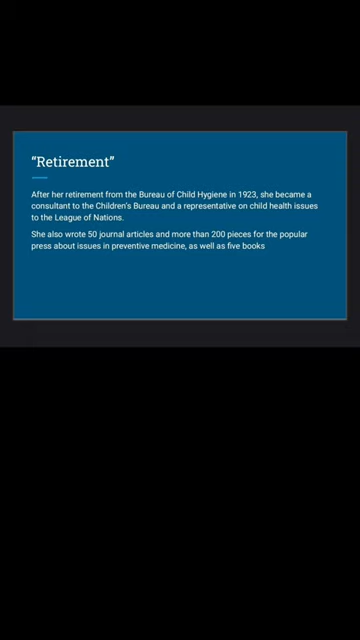 “Retirement”
After her retirement from the Bureau of Child Hygiene in 1923, she became a
consultant to the Children's Bureau and a representative on child health issues
to the League of Nations.
She also wrote 50 journal articles and more than 200 pieces for the popular
press about issues in preventive medicine, as well as five books